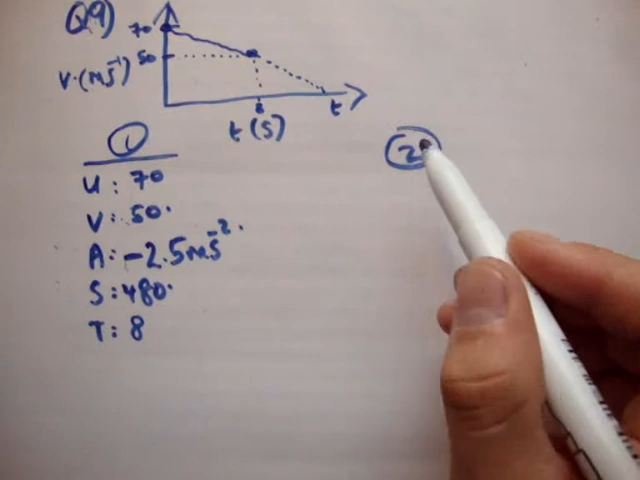 Q9)
70
50
V.(ms⁻¹)
8
t
t (s)
①
U: 70
V: 50.
A: -2.5ms⁻².
S: 480.
T: 8
②